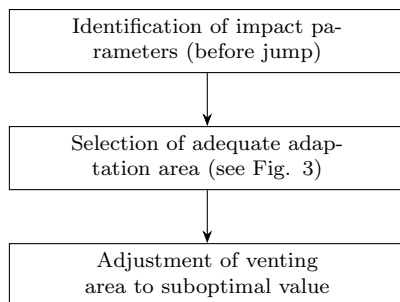 Identification of impact pa-
rameters (before jump)
Selection of adequate adap-
tation area (see Fig. 3)
Adjustment of venting
area to suboptimal value